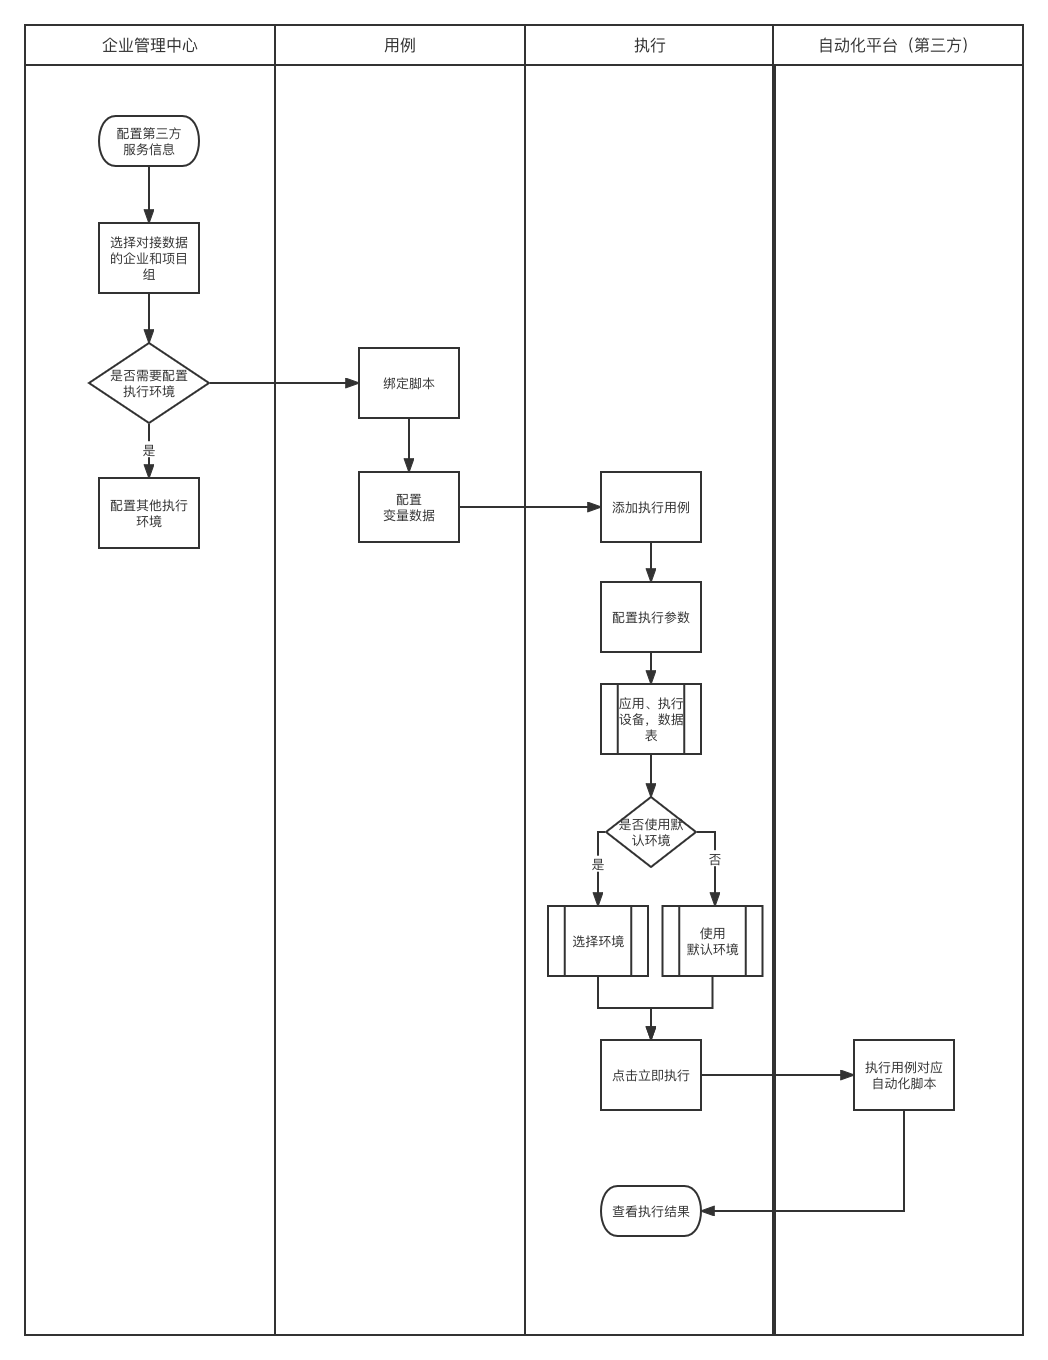 企业管理中心
用例
执行
自动化平台（第三方）
配置第三方
服务信息
选择对接数据
的企业和项目
组
是否需要配置
执行环境
是
配置其他执行
环境
绑定脚本
配置
变量数据
添加执行用例
配置执行参数
应用、执行
设备，数据
表
是否使用默
认环境
是
否
选择环境
使用
默认环境
点击立即执行
执行用例对应
自动化脚本
查看执行结果